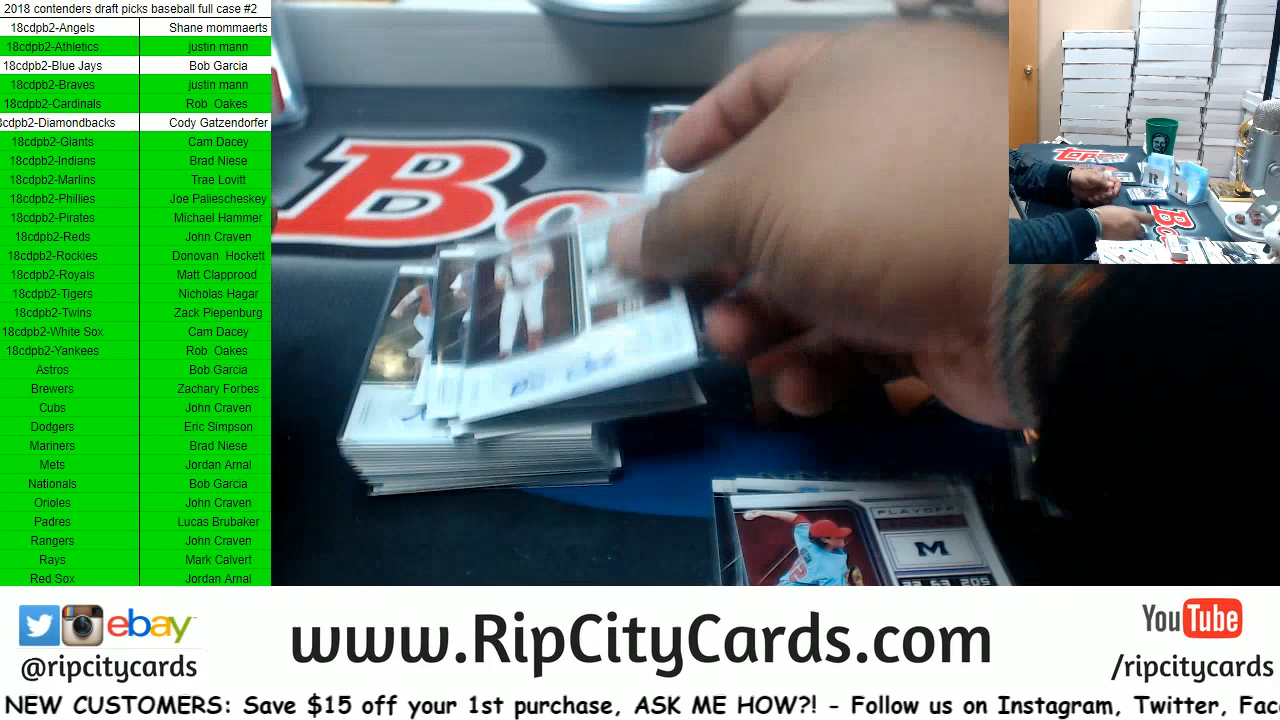 2018 contenders draft picks baseball full case #2
18cdpb2-Angels Shane mommaerts
18cdpb2-Athletics justin mann
18cdpb2-Blue Jays Bob Garcia
18cdpb2-Braves justin mann
18cdpb2-Cardinals Rob Oakes
8cdpb2-Diamondbacks Cody Gatzendorfer
18cdpb2-Giants Cam Dacey
18cdpb2-Indians Brad Niese
18cdpb2-Marlins Trae Lovitt
18cdpb2-Phillies Joe Paliescheskey
18cdpb2-Pirates Michael Hammer
18cdpb2-Reds John Craven
18cdpb2-Rockies Donovan Hockett
18cdpb2-Royals Matt Clapprood
18cdpb2-Tigers Nicholas Hagar
18cdpb2-Twins Zack Piepenburg
18cdpb2-White Sox Cam Dacey
18cdpb2-Yankees Rob Oakes
Astros Bob Garcia
Brewers Zachary Forbes
Cubs John Craven
Dodgers Eric Simpson
Mariners Brad Niese
Mets Jordan Arnal
Nationals Bob Garcia
Orioles John Craven
Padres Lucas Brubaker
Rangers John Craven
Rays Mark Calvert
Red Sox Jordan Arnal
Bo
Topps
R
L
B
PLAYOFF
M
ebay
@ripcitycards
www.RipCityCards.com
YouTube
/ripcitycards
NEW CUSTOMERS: Save $15 off your 1st purchase, ASK ME HOW?! - Follow us on Instagram, Twitter, Fac